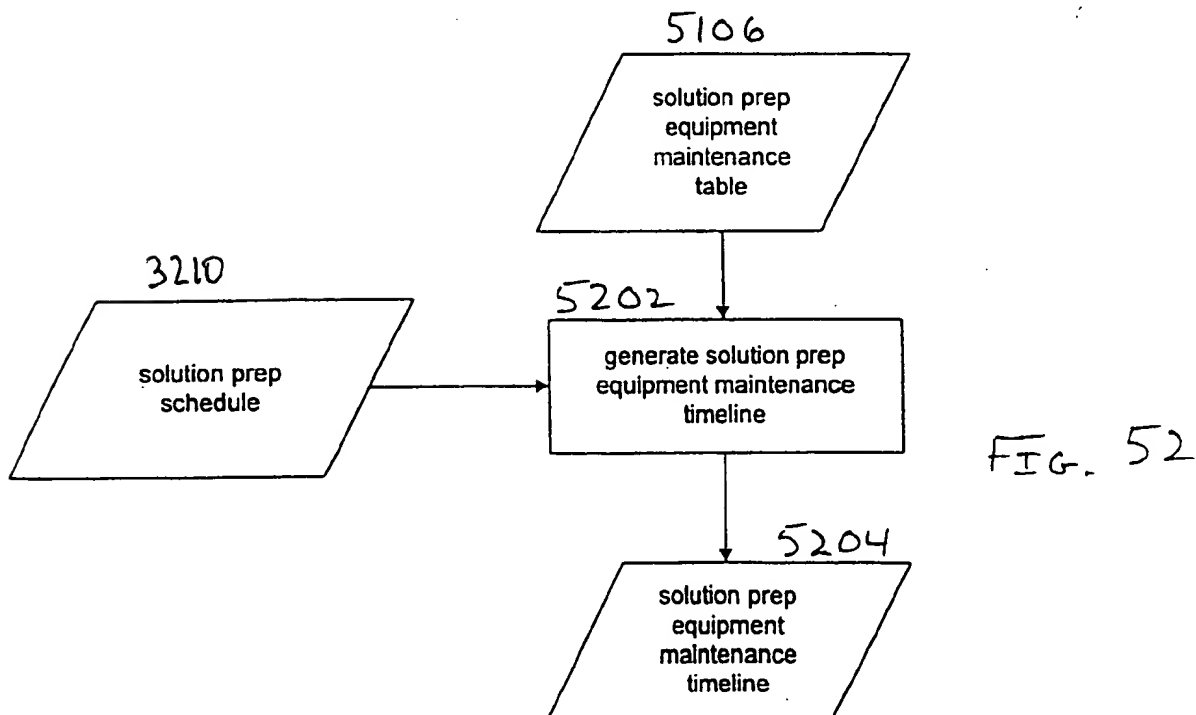 5106
solution prep
equipment
maintenance
table
3210
solution prep
schedule
5202
generate solution prep
equipment maintenance
timeline
FIG. 52
5204
solution prep
equipment
maintenance
timeline